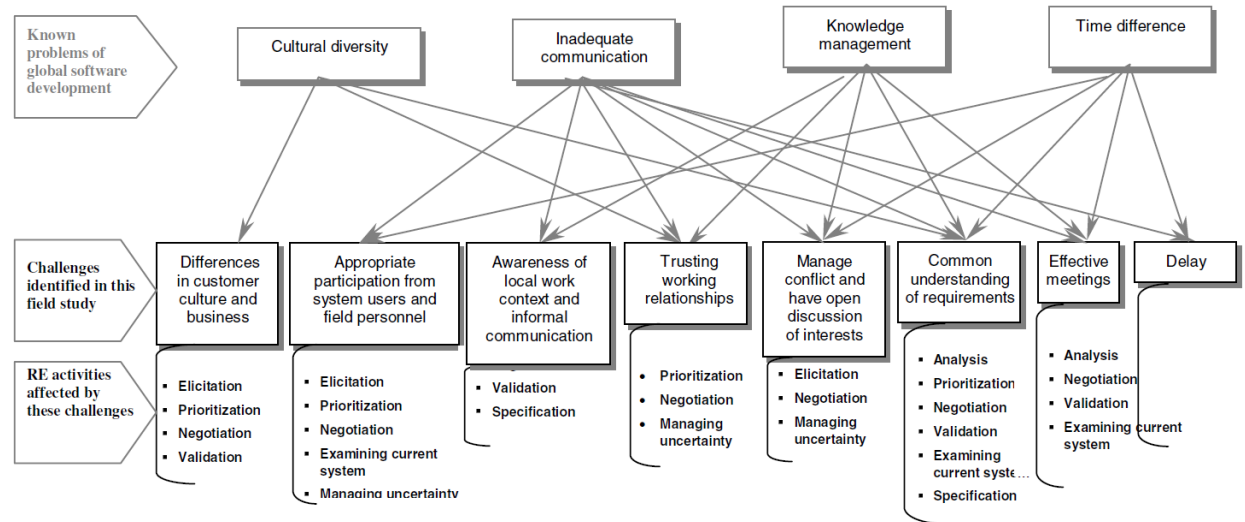 Known
problems of
global software
development
Cultural diversity
Inadequate
communication
Knowledge
management
Time difference
Challenges
identified in this
field study
Differences
in customer
culture and
business
Appropriate
participation from
system users and
field personnel
Awareness of
local work
context and
informal
communication
Trusting
working
relationships
Manage
conflict and
have open
discussion
of interests
Common
understanding
of requirements
Effective
meetings
Delay
RE activities
affected by
these challenges
▪ Elicitation
▪ Prioritization
▪ Negotiation
▪ Validation
▪ Elicitation
▪ Prioritization
▪ Negotiation
▪ Examining current
system
▪ Managing uncertainty
▪ Validation
▪ Specification
• Prioritization
• Negotiation
• Managing
uncertainty
▪ Elicitation
▪ Negotiation
▪ Managing
uncertainty
▪ Analysis
▪ Prioritization
▪ Negotiation
▪ Validation
▪ Examining
current syste…
▪ Specification
▪ Analysis
▪ Negotiation
▪ Validation
▪ Examining current
system